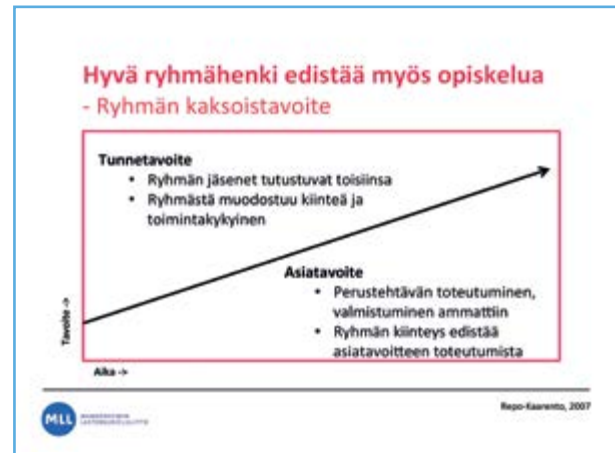 Hyvä ryhmähenki edistää myös opiskelua
- Ryhmän kaksoistavoite
Tunnetavoite
• Ryhmän jäsenet tutustuvat toisiinsa
• Ryhmästä muodostuu kiinteä ja
toimintakykyinen
Asiatavoite
• Perustehtävän toteutuminen,
valmistuminen ammattiin
• Ryhmän kiinteys edistää
asiatavoitteen toteutumista
Tavoite ->
Aika ->
Repo-Kaarento, 2007
MLL